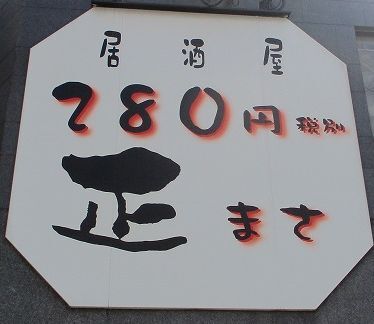 居酒屋
280円 税別
正 まさ